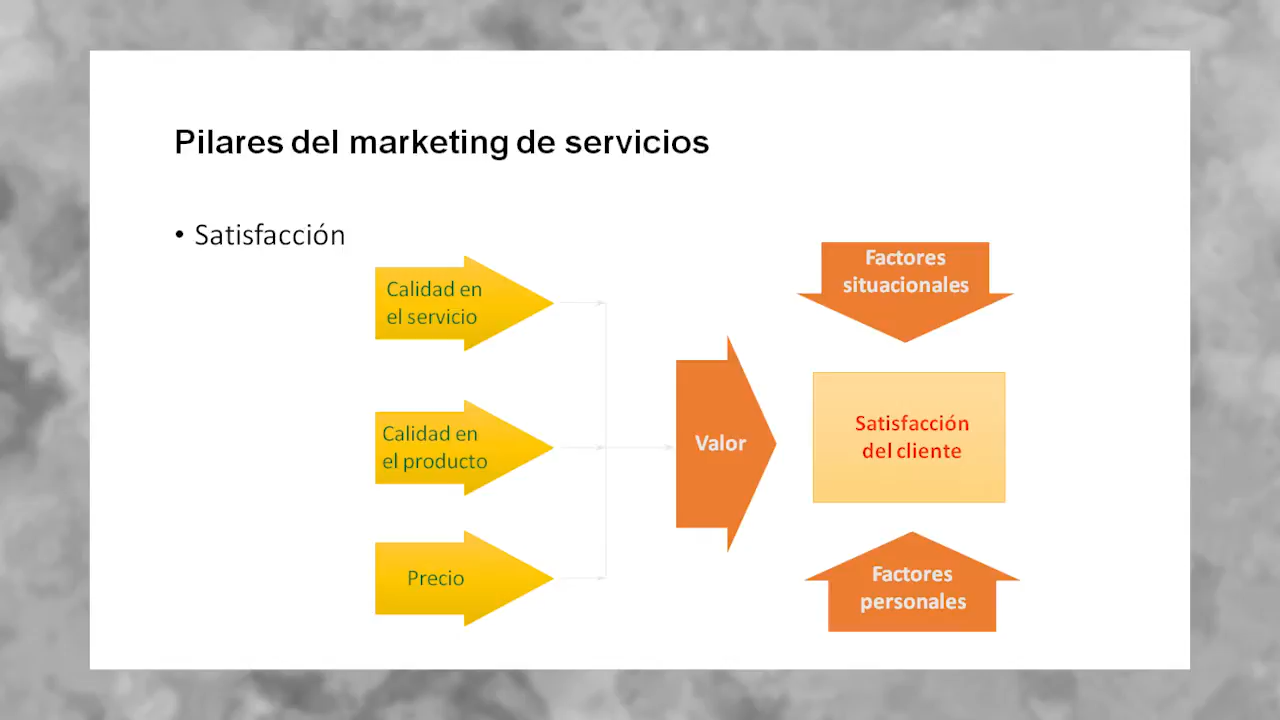 Pilares del marketing de servicios
• Satisfacción
Calidad en
el servicio
Calidad en
el producto
Precio
Valor
Factores
situacionales
Satisfacción
del cliente
Factores
personales